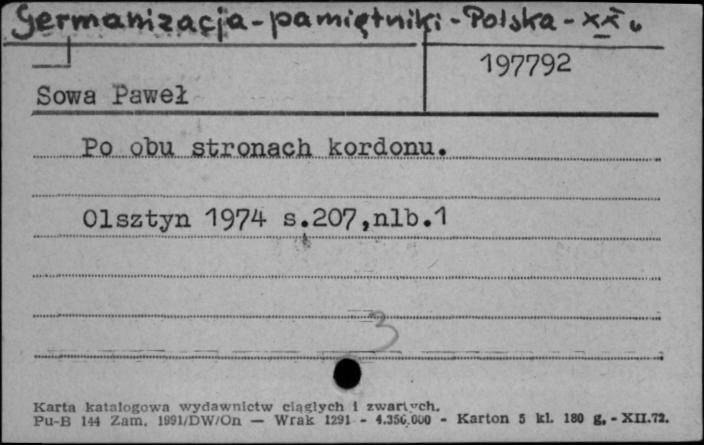 Germanizacja - pamiętniki - Polska - XX w
197792
Sowa Paweł
Po obu stronach kordonu.
Olsztyn 1974 s.207,nlb.1
3
Karta katalogowa wydawnictw ciągłych i zwartych.
Pu-B 144 Zam. 1991/DW/On — Wrak 1291 - 4.350.000 - Karton 5 kl. 180 g. - XII.72.